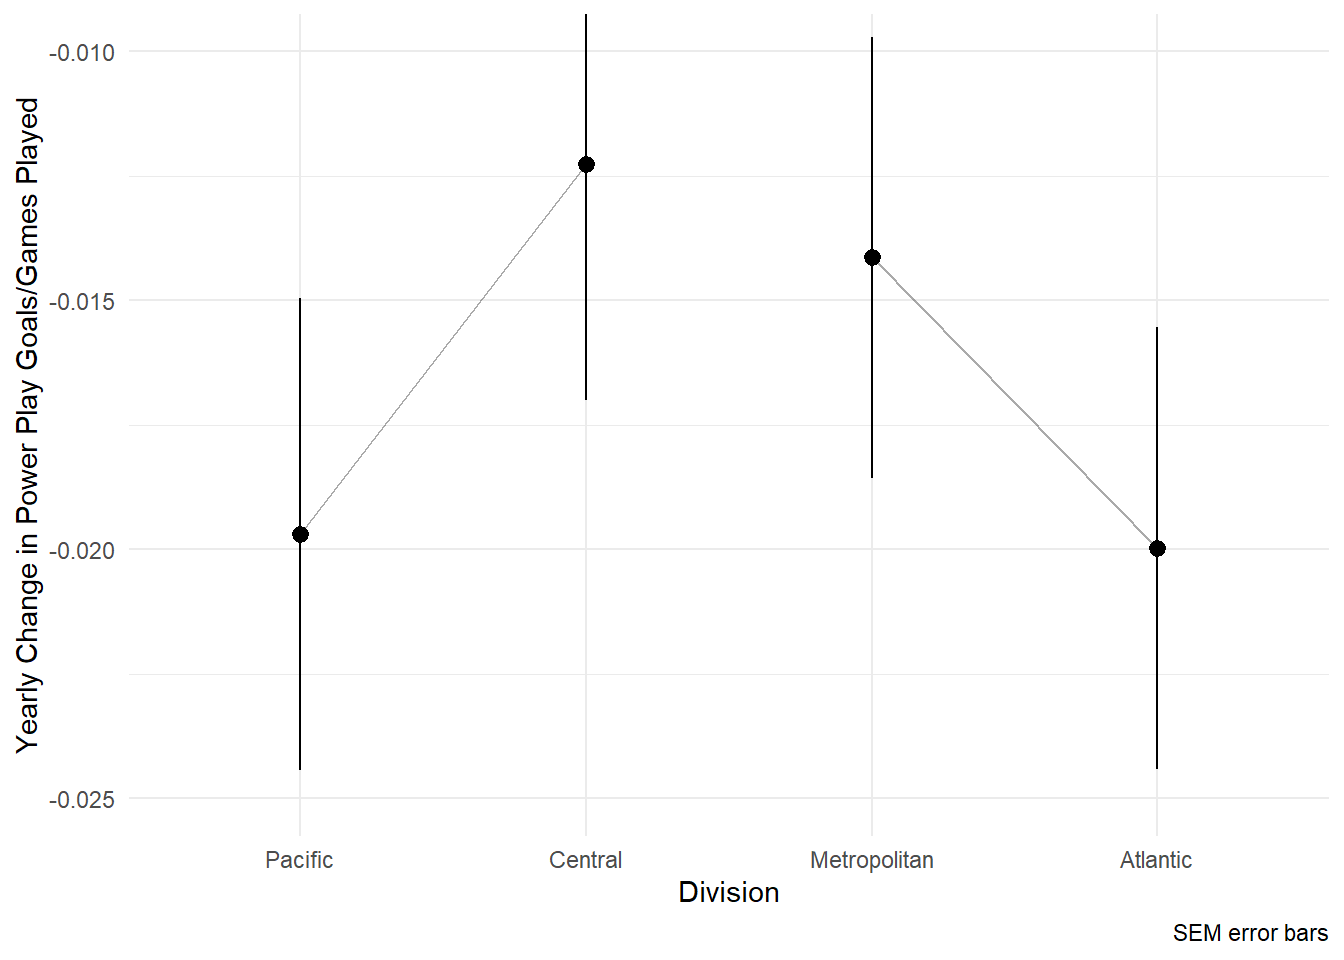 Yearly Change in Power Play Goals/Games Played
-0.010
-0.015
-0.020
-0.025
Pacific Central Metropolitan Atlantic
Division
SEM error bars